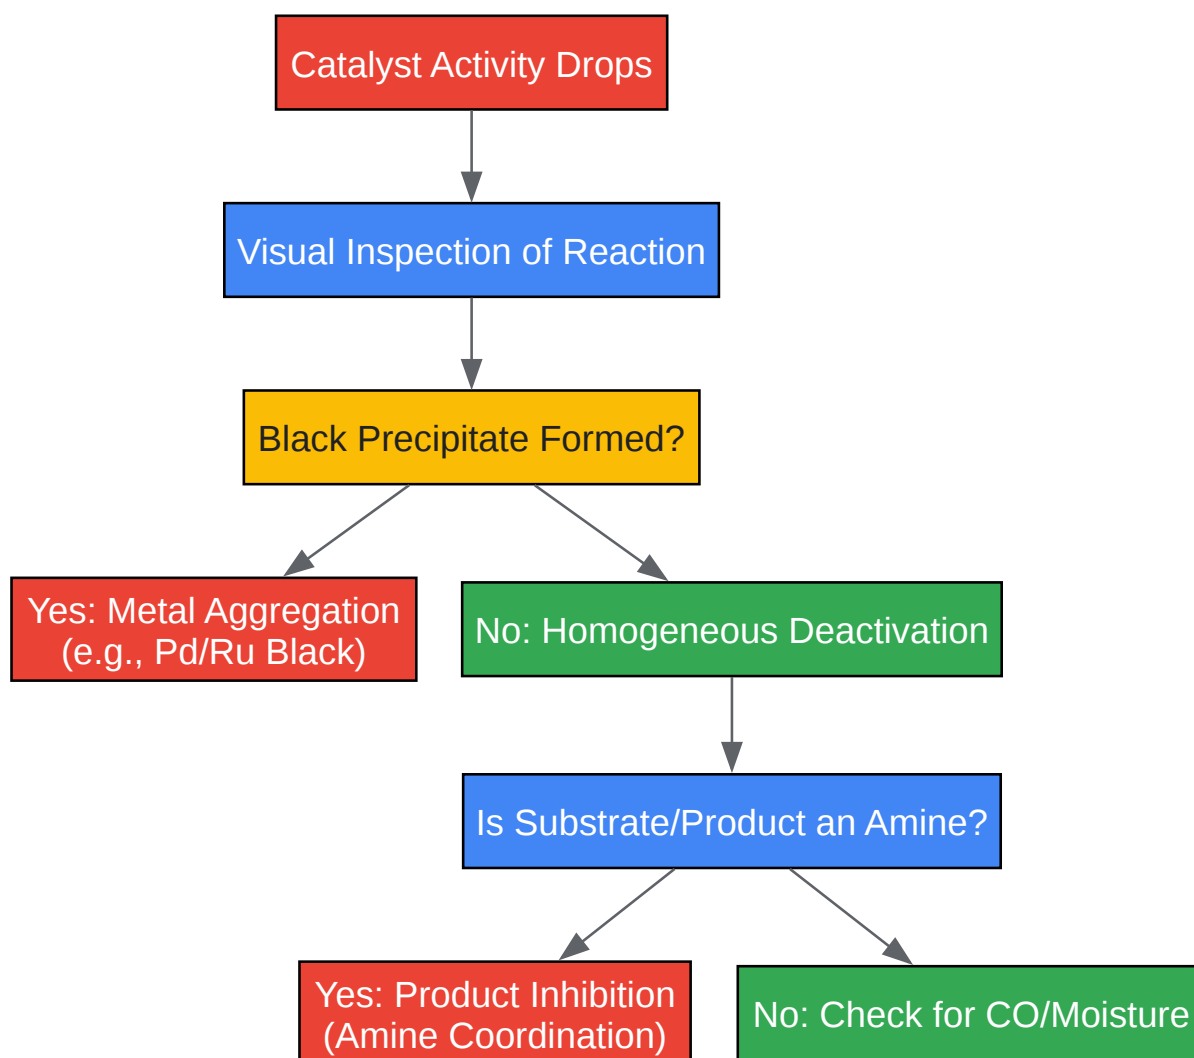 Catalyst Activity Drops
Visual Inspection of Reaction
Black Precipitate Formed?
Yes: Metal Aggregation
(e.g., Pd/Ru Black)
No: Homogeneous Deactivation
Is Substrate/Product an Amine?
Yes: Product Inhibition
(Amine Coordination)
No: Check for CO/Moisture